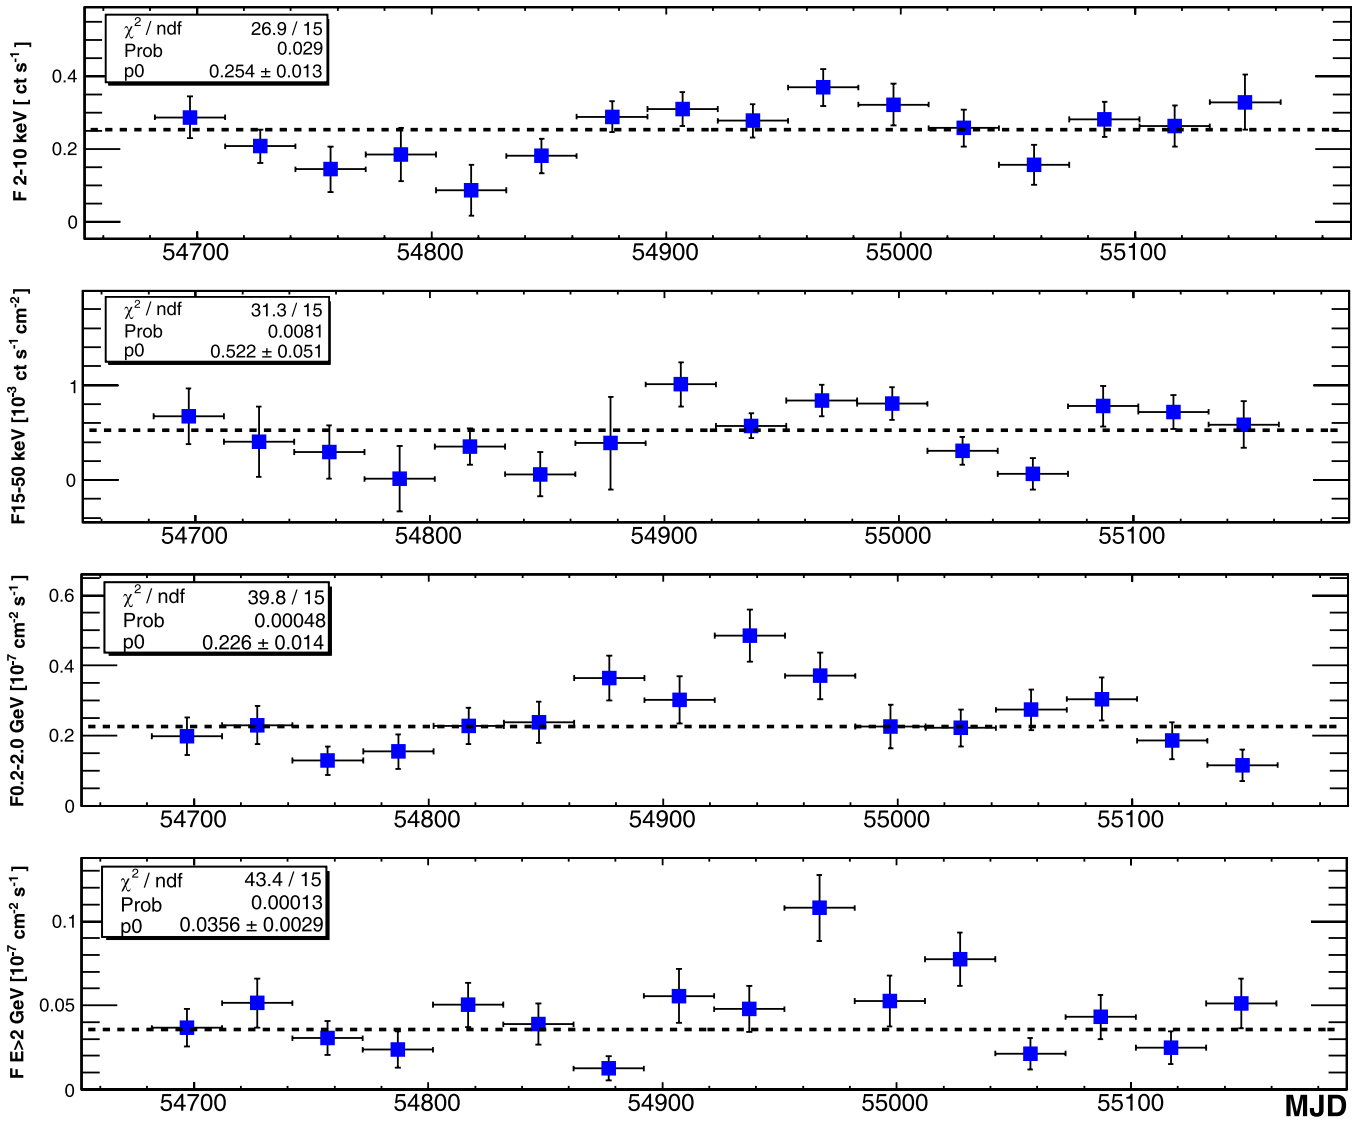 F 2-10 keV [ ct s⁻¹ ]
χ² / ndf 26.9 / 15
Prob 0.029
p0 0.254 ± 0.013
0.4
0.2
0
54700 54800 54900 55000 55100
F15-50 keV [10⁻³ ct s⁻¹ cm⁻²]
χ² / ndf 31.3 / 15
Prob 0.0081
p0 0.522 ± 0.051
1
0
54700 54800 54900 55000 55100
F0.2-2.0 GeV [10⁻⁷ cm⁻² s⁻¹]
χ² / ndf 39.8 / 15
Prob 0.00048
p0 0.226 ± 0.014
0.6
0.4
0.2
0
54700 54800 54900 55000 55100
F E>2 GeV [10⁻⁷ cm⁻² s⁻¹]
χ² / ndf 43.4 / 15
Prob 0.00013
p0 0.0356 ± 0.0029
0.1
0.05
0
54700 54800 54900 55000 55100
MJD